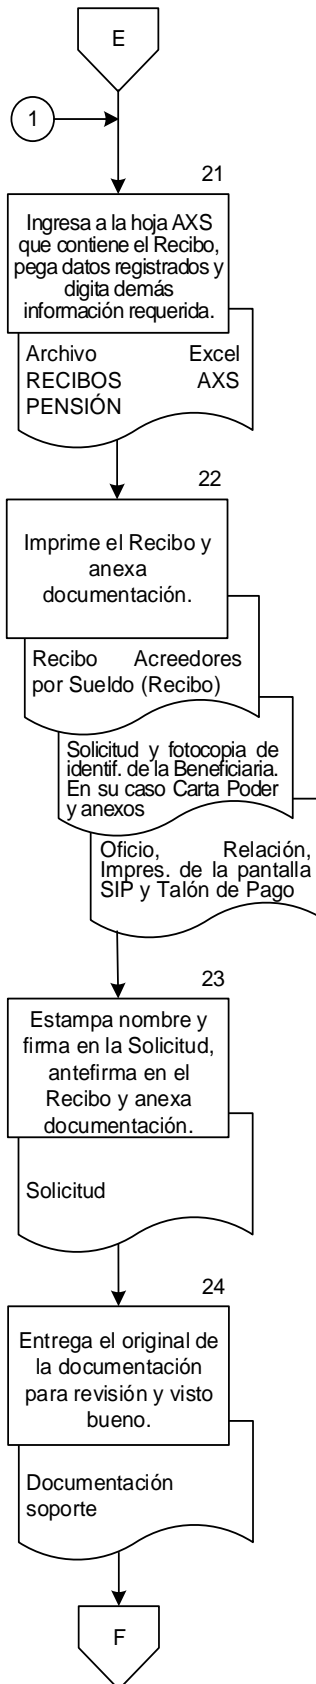 E
1
21
Ingresa a la hoja AXS
que contiene el Recibo,
pega datos registrados y
digita demás
información requerida.
Archivo Excel
RECIBOS AXS
PENSIÓN
22
Imprime el Recibo y
anexa
documentación.
Recibo Acreedores
por Sueldo (Recibo)
Solicitud y fotocopia de
identif. de la Beneficiaria.
En su caso Carta Poder
y anexos
Oficio, Relación,
Impres. de la pantalla
SIP y Talón de Pago
23
Estampa nombre y
firma en la Solicitud,
antefirma en el
Recibo y anexa
documentación.
Solicitud
24
Entrega el original de
la documentación
para revisión y visto
bueno.
Documentación
soporte
F